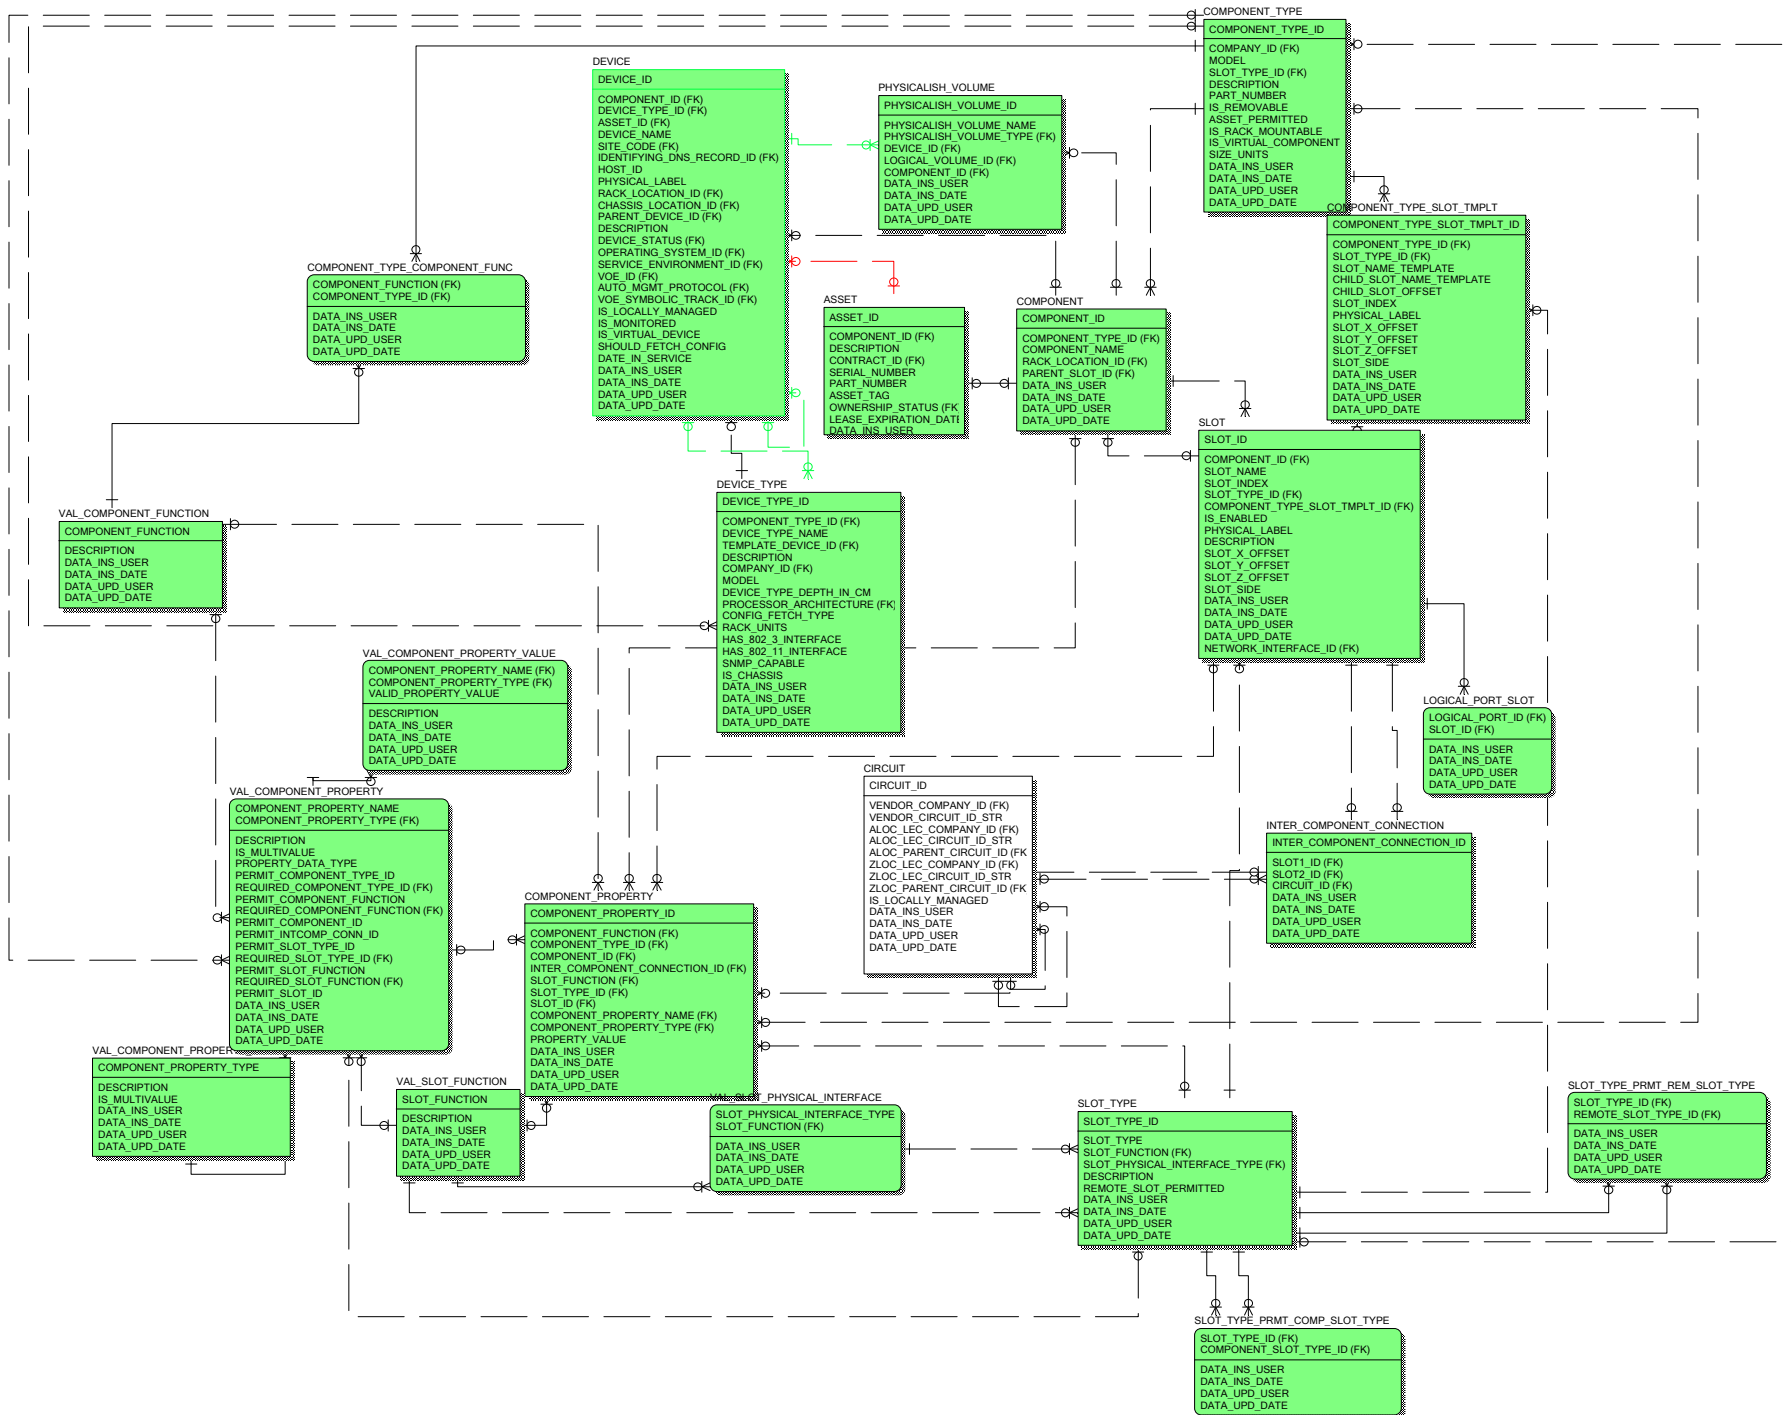 COMPONENT_TYPE
COMPONENT_TYPE_ID
COMPANY_ID (FK)
MODEL
SLOT_TYPE_ID (FK)
DESCRIPTION
PART_NUMBER
IS_REMOVABLE
ASSET_PERMITTED
IS_RACK_MOUNTABLE
IS_VIRTUAL_COMPONENT
SIZE_UNITS
DATA_INS_USER
DATA_INS_DATE
DATA_UPD_USER
DATA_UPD_DATE
DEVICE
DEVICE_ID
COMPONENT_ID (FK)
DEVICE_TYPE_ID (FK)
ASSET_ID (FK)
DEVICE_NAME
SITE_CODE (FK)
IDENTIFYING_DNS_RECORD_ID (FK)
HOST_ID
PHYSICAL_LABEL
RACK_LOCATION_ID (FK)
CHASSIS_LOCATION_ID (FK)
PARENT_DEVICE_ID (FK)
DESCRIPTION
DEVICE_STATUS (FK)
OPERATING_SYSTEM_ID (FK)
SERVICE_ENVIRONMENT_ID (FK)
VOE_ID (FK)
AUTO_MGMT_PROTOCOL (FK)
VOE_SYMBOLIC_TRACK_ID (FK)
IS_LOCALLY_MANAGED
IS_MONITORED
IS_VIRTUAL_DEVICE
SHOULD_FETCH_CONFIG
DATE_IN_SERVICE
DATA_INS_USER
DATA_INS_DATE
DATA_UPD_USER
DATA_UPD_DATE
PHYSICALISH_VOLUME
PHYSICALISH_VOLUME_ID
PHYSICALISH_VOLUME_NAME
PHYSICALISH_VOLUME_TYPE (FK)
DEVICE_ID (FK)
LOGICAL_VOLUME_ID (FK)
COMPONENT_ID (FK)
DATA_INS_USER
DATA_INS_DATE
DATA_UPD_USER
DATA_UPD_DATE
COMPONENT_TYPE_SLOT_TMPLT
COMPONENT_TYPE_SLOT_TMPLT_ID
COMPONENT_TYPE_ID (FK)
SLOT_TYPE_ID (FK)
SLOT_NAME_TEMPLATE
CHILD_SLOT_NAME_TEMPLATE
CHILD_SLOT_OFFSET
SLOT_INDEX
PHYSICAL_LABEL
SLOT_X_OFFSET
SLOT_Y_OFFSET
SLOT_Z_OFFSET
SLOT_SIDE
DATA_INS_USER
DATA_INS_DATE
DATA_UPD_USER
DATA_UPD_DATE
COMPONENT_TYPE_COMPONENT_FUNC
COMPONENT_FUNCTION (FK)
COMPONENT_TYPE_ID (FK)
DATA_INS_USER
DATA_INS_DATE
DATA_UPD_USER
DATA_UPD_DATE
ASSET
ASSET_ID
COMPONENT_ID (FK)
DESCRIPTION
CONTRACT_ID (FK)
SERIAL_NUMBER
PART_NUMBER
ASSET_TAG
OWNERSHIP_STATUS (FK
LEASE_EXPIRATION_DATE
DATA_INS_USER
COMPONENT
COMPONENT_ID
COMPONENT_TYPE_ID (FK)
COMPONENT_NAME
RACK_LOCATION_ID (FK)
PARENT_SLOT_ID (FK)
DATA_INS_USER
DATA_INS_DATE
DATA_UPD_USER
DATA_UPD_DATE
SLOT
SLOT_ID
COMPONENT_ID (FK)
SLOT_NAME
SLOT_INDEX
SLOT_TYPE_ID (FK)
COMPONENT_TYPE_SLOT_TMPLT_ID (FK)
IS_ENABLED
PHYSICAL_LABEL
DESCRIPTION
SLOT_X_OFFSET
SLOT_Y_OFFSET
SLOT_Z_OFFSET
SLOT_SIDE
DATA_INS_USER
DATA_INS_DATE
DATA_UPD_USER
DATA_UPD_DATE
NETWORK_INTERFACE_ID (FK)
DEVICE_TYPE
DEVICE_TYPE_ID
COMPONENT_TYPE_ID (FK)
DEVICE_TYPE_NAME
TEMPLATE_DEVICE_ID (FK)
DESCRIPTION
COMPANY_ID (FK)
MODEL
DEVICE_TYPE_DEPTH_IN_CM
PROCESSOR_ARCHITECTURE (FK)
CONFIG_FETCH_TYPE
RACK_UNITS
HAS_802_3_INTERFACE
HAS_802_11_INTERFACE
SNMP_CAPABLE
IS_CHASSIS
DATA_INS_USER
DATA_INS_DATE
DATA_UPD_USER
DATA_UPD_DATE
VAL_COMPONENT_FUNCTION
COMPONENT_FUNCTION
DESCRIPTION
DATA_INS_USER
DATA_INS_DATE
DATA_UPD_USER
DATA_UPD_DATE
VAL_COMPONENT_PROPERTY_VALUE
COMPONENT_PROPERTY_NAME (FK)
COMPONENT_PROPERTY_TYPE (FK)
VALID_PROPERTY_VALUE
DESCRIPTION
DATA_INS_USER
DATA_INS_DATE
DATA_UPD_USER
DATA_UPD_DATE
LOGICAL_PORT_SLOT
LOGICAL_PORT_ID (FK)
SLOT_ID (FK)
DATA_INS_USER
DATA_INS_DATE
DATA_UPD_USER
DATA_UPD_DATE
CIRCUIT
CIRCUIT_ID
VENDOR_COMPANY_ID (FK)
VENDOR_CIRCUIT_ID_STR
ALOC_LEC_COMPANY_ID (FK)
ALOC_LEC_CIRCUIT_ID_STR
ALOC_PARENT_CIRCUIT_ID (FK
ZLOC_LEC_COMPANY_ID (FK)
ZLOC_LEC_CIRCUIT_ID_STR
ZLOC_PARENT_CIRCUIT_ID (FK
IS_LOCALLY_MANAGED
DATA_INS_USER
DATA_INS_DATE
DATA_UPD_USER
DATA_UPD_DATE
VAL_COMPONENT_PROPERTY
COMPONENT_PROPERTY_NAME
COMPONENT_PROPERTY_TYPE (FK)
DESCRIPTION
IS_MULTIVALUE
PROPERTY_DATA_TYPE
PERMIT_COMPONENT_TYPE_ID
REQUIRED_COMPONENT_TYPE_ID (FK)
PERMIT_COMPONENT_FUNCTION
REQUIRED_COMPONENT_FUNCTION (FK)
PERMIT_COMPONENT_ID
PERMIT_INTCOMP_CONN_ID
PERMIT_SLOT_TYPE_ID
REQUIRED_SLOT_TYPE_ID (FK)
PERMIT_SLOT_FUNCTION
REQUIRED_SLOT_FUNCTION (FK)
PERMIT_SLOT_ID
DATA_INS_USER
DATA_INS_DATE
DATA_UPD_USER
DATA_UPD_DATE
INTER_COMPONENT_CONNECTION
INTER_COMPONENT_CONNECTION_ID
SLOT1_ID (FK)
SLOT2_ID (FK)
CIRCUIT_ID (FK)
DATA_INS_USER
DATA_INS_DATE
DATA_UPD_USER
DATA_UPD_DATE
COMPONENT_PROPERTY
COMPONENT_PROPERTY_ID
COMPONENT_FUNCTION (FK)
COMPONENT_TYPE_ID (FK)
COMPONENT_ID (FK)
INTER_COMPONENT_CONNECTION_ID (FK)
SLOT_FUNCTION (FK)
SLOT_TYPE_ID (FK)
SLOT_ID (FK)
COMPONENT_PROPERTY_NAME (FK)
COMPONENT_PROPERTY_TYPE (FK)
PROPERTY_VALUE
DATA_INS_USER
DATA_INS_DATE
DATA_UPD_USER
DATA_UPD_DATE
VAL_COMPONENT_PROPER
COMPONENT_PROPERTY_TYPE
DESCRIPTION
IS_MULTIVALUE
DATA_INS_USER
DATA_INS_DATE
DATA_UPD_USER
DATA_UPD_DATE
VAL_SLOT_FUNCTION
SLOT_FUNCTION
DESCRIPTION
DATA_INS_USER
DATA_INS_DATE
DATA_UPD_USER
DATA_UPD_DATE
VAL_SLOT_PHYSICAL_INTERFACE
SLOT_PHYSICAL_INTERFACE_TYPE
SLOT_FUNCTION (FK)
DATA_INS_USER
DATA_INS_DATE
DATA_UPD_USER
DATA_UPD_DATE
SLOT_TYPE
SLOT_TYPE_ID
SLOT_TYPE
SLOT_FUNCTION (FK)
SLOT_PHYSICAL_INTERFACE_TYPE (FK)
DESCRIPTION
REMOTE_SLOT_PERMITTED
DATA_INS_USER
DATA_INS_DATE
DATA_UPD_USER
DATA_UPD_DATE
SLOT_TYPE_PRMT_REM_SLOT_TYPE
SLOT_TYPE_ID (FK)
REMOTE_SLOT_TYPE_ID (FK)
DATA_INS_USER
DATA_INS_DATE
DATA_UPD_USER
DATA_UPD_DATE
SLOT_TYPE_PRMT_COMP_SLOT_TYPE
SLOT_TYPE_ID (FK)
COMPONENT_SLOT_TYPE_ID (FK)
DATA_INS_USER
DATA_INS_DATE
DATA_UPD_USER
DATA_UPD_DATE